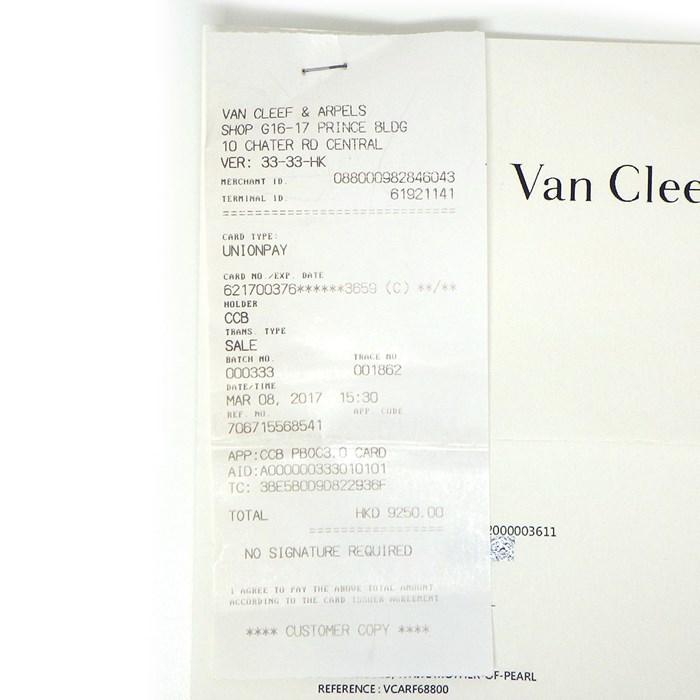 VAN CLEEF & ARPELS
SHOP G16-17 PRINCE BLDG
10 CHATER RD CENTRAL
VER: 33-33-HK
MERCHANT ID. 088000982846043
TERMINAL ID. 61921141
CARD TYPE:
UNIONPAY
CARD NO./EXP. DATE
621700376******3659 (C) **/**
HOLDER
CCB
TRANS. TYPE
SALE
BATCH NO. TRACE NO
000333 001862
DATE/TIME
MAR 08, 2017 15:30
REF. NO. APP. CODE
706715568541
APP:CCB PBOC3.0 CARD
AID:A000000333010101
TC: 38E5B0D9D822936F
TOTAL HKD 9250.00
NO SIGNATURE REQUIRED
I AGREE TO PAY THE ABOVE TOTAL AMOUNT
ACCORDING TO THE CARD ISSUER AGREEMENT
**** CUSTOMER COPY ****
Van Clee
2000003611
MOTHER-OF-PEARL
REFERENCE : VCARF68800